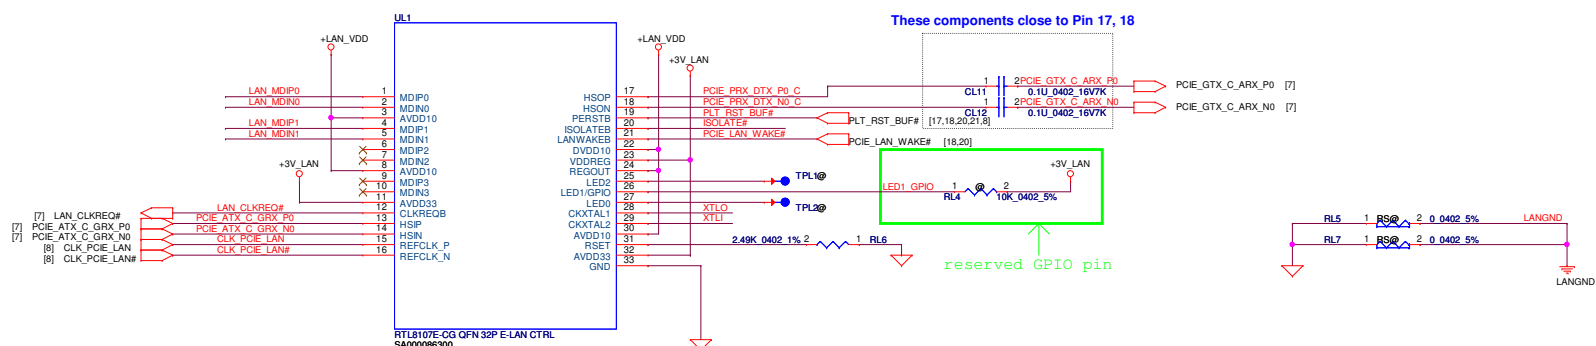 These components close to Pin 17, 18
UL1
+LAN_VDD
+LAN_VDD
+3V_LAN
LAN_MDIP0 1 MDIP0
LAN_MDIN0 2 MDIN0
3 AVDD10
LAN_MDIP1 4 MDIP1
LAN_MDIN1 5 MDIN1
6 MDIP2
7 MDIN2
8 AVDD10
+3V_LAN
9 MDIP3
10 MDIN3
11 AVDD33
[7] LAN_CLKREQ# LAN_CLKREQ# 12 CLKREQB
[7] PCIE_ATX_C_GRX_P0 PCIE_ATX_C_GRX_P0 13 HSIP
[7] PCIE_ATX_C_GRX_N0 PCIE_ATX_C_GRX_N0 14 HSIN
[8] CLK_PCIE_LAN CLK_PCIE_LAN 15 REFCLK_P
[8] CLK_PCIE_LAN# CLK_PCIE_LAN# 16 REFCLK_N
HSOP 17 PCIE_PRX_DTX_P0_C
HSON 18 PCIE_PRX_DTX_N0_C
PERSTB 19 PLT_RST_BUF#
ISOLATEB 20 ISOLATE#
LANWAKEB 21 PCIE_LAN_WAKE#
DVDD10 22
VDDREG 23
REGOUT 24
LED2 25 TPL1@
LED1/GPIO 26
LED0 27 TPL2@
CKXTAL1 28 XTLO
CKXTAL2 29 XTLI
AVDD10 30
RSET 31 2.49K_0402_1% 2 1 RL6
AVDD33 32
GND 33
1 2 PCIE_GTX_C_ARX_P0 PCIE_GTX_C_ARX_P0 [7]
CL11 0.1U_0402_16V7K
1 2 PCIE_GTX_C_ARX_N0 PCIE_GTX_C_ARX_N0 [7]
CL12 0.1U_0402_16V7K
PLT_RST_BUF# [17,18,20,21,8]
PCIE_LAN_WAKE# [18,20]
+3V_LAN
LED1_GPIO 1 @ 2
RL4 10K_0402_5%
reserved GPIO pin
RL5 1 RS@ 2 0_0402_5% LANGND
RL7 1 RS@ 2 0_0402_5%
LANGND
RTL8107E-CG QFN 32P E-LAN CTRL
SA000086300